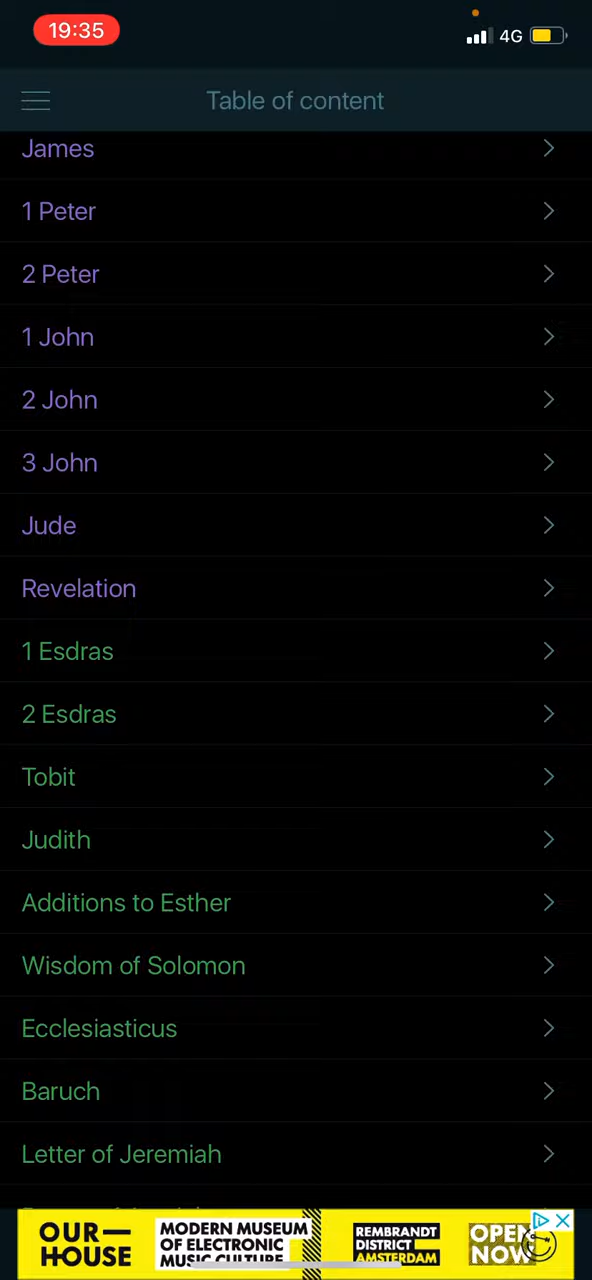 19:35
4G
Table of content
James
1 Peter
2 Peter
1 John
2 John
3 John
Jude
Revelation
1 Esdras
2 Esdras
Tobit
Judith
Additions to Esther
Wisdom of Solomon
Ecclesiasticus
Baruch
Letter of Jeremiah
OUR—
HOUSE
MODERN MUSEUM
OF ELECTRONIC
MUSIC CULTURE
REMBRANDT
DISTRICT
AMSTERDAM
OPEN
NOW